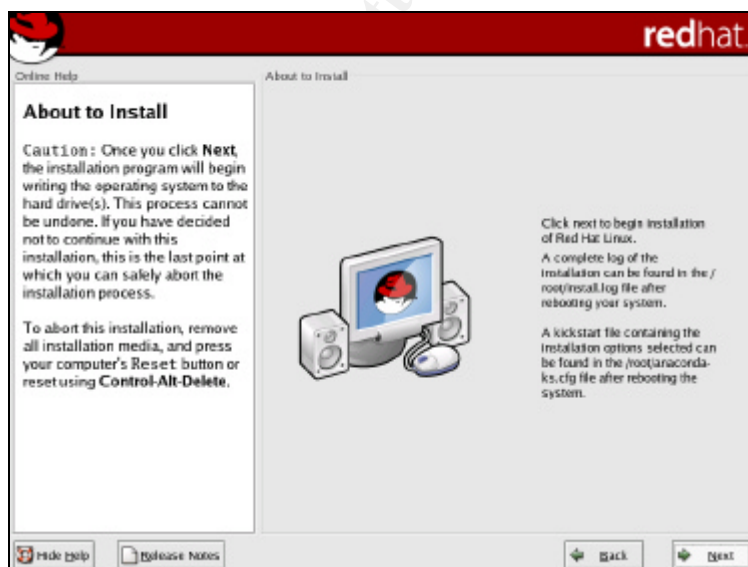 redhat.
Online Help
About to Install
About to Install
Caution: Once you click Next,
the installation program will begin
writing the operating system to the
hard drive(s). This process cannot
be undone. If you have decided
not to continue with this
installation, this is the last point at
which you can safely abort the
installation process.
To abort this installation, remove
all installation media, and press
your computer's Reset button or
reset using Control-Alt-Delete.
About to Install
Click next to begin installation
of Red Hat Linux.
A complete log of the
installation can be found in the /
root/install.log file after
rebooting your system.
A kickstart file containing the
installation options selected can
be found in the /root/anaconda-
ks.cfg file after rebooting the
system.
Hide Help
Release Notes
Back
Next